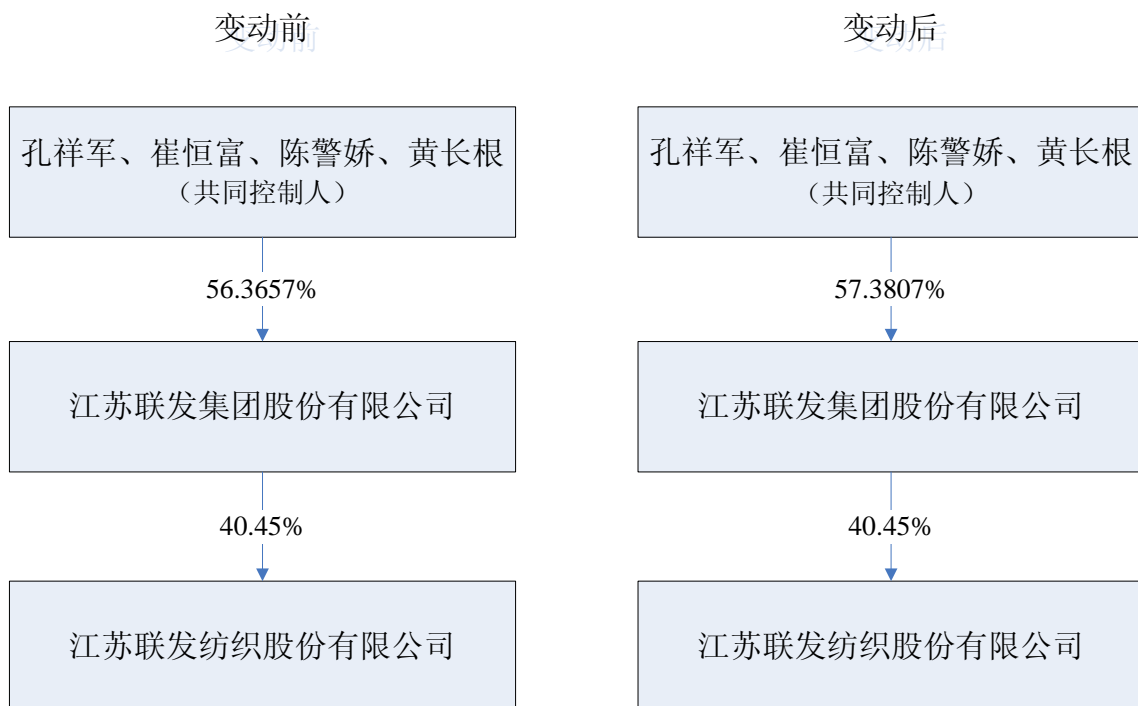 变动前
孔祥军、崔恒富、陈警娇、黄长根
（共同控制人）
56.3657%
江苏联发集团股份有限公司
40.45%
江苏联发纺织股份有限公司
变动后
孔祥军、崔恒富、陈警娇、黄长根
（共同控制人）
57.3807%
江苏联发集团股份有限公司
40.45%
江苏联发纺织股份有限公司